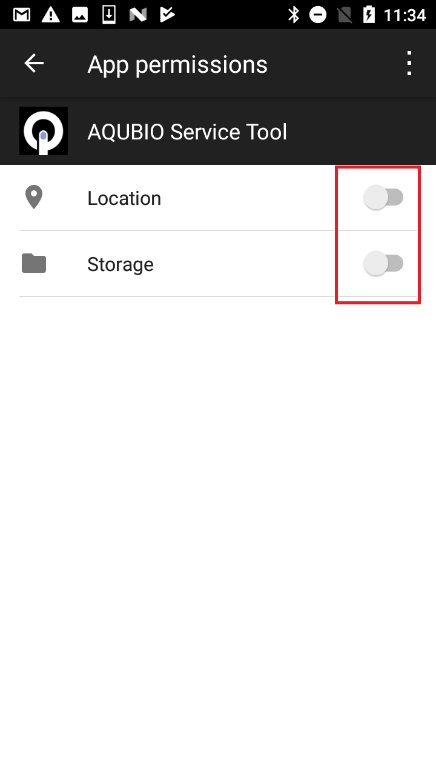 11:34
App permissions
AQUBIO Service Tool
Location
Storage